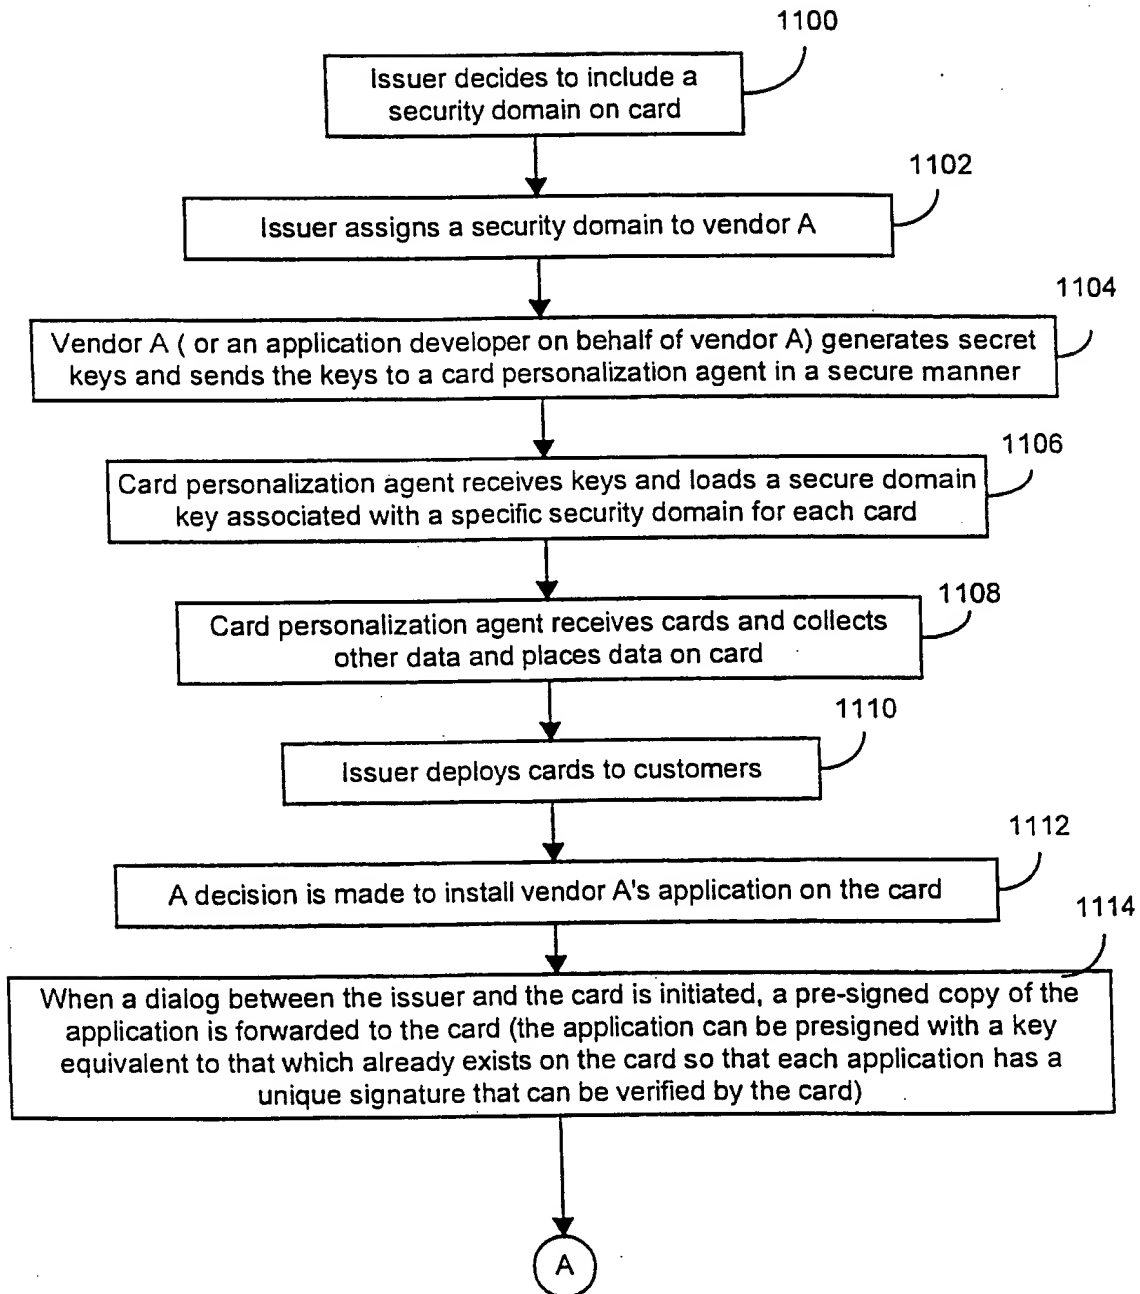 1100
Issuer decides to include a
security domain on card
1102
Issuer assigns a security domain to vendor A
1104
Vendor A ( or an application developer on behalf of vendor A) generates secret
keys and sends the keys to a card personalization agent in a secure manner
1106
Card personalization agent receives keys and loads a secure domain
key associated with a specific security domain for each card
1108
Card personalization agent receives cards and collects
other data and places data on card
1110
Issuer deploys cards to customers
1112
A decision is made to install vendor A's application on the card
1114
When a dialog between the issuer and the card is initiated, a pre-signed copy of the
application is forwarded to the card (the application can be presigned with a key
equivalent to that which already exists on the card so that each application has a
unique signature that can be verified by the card)
A